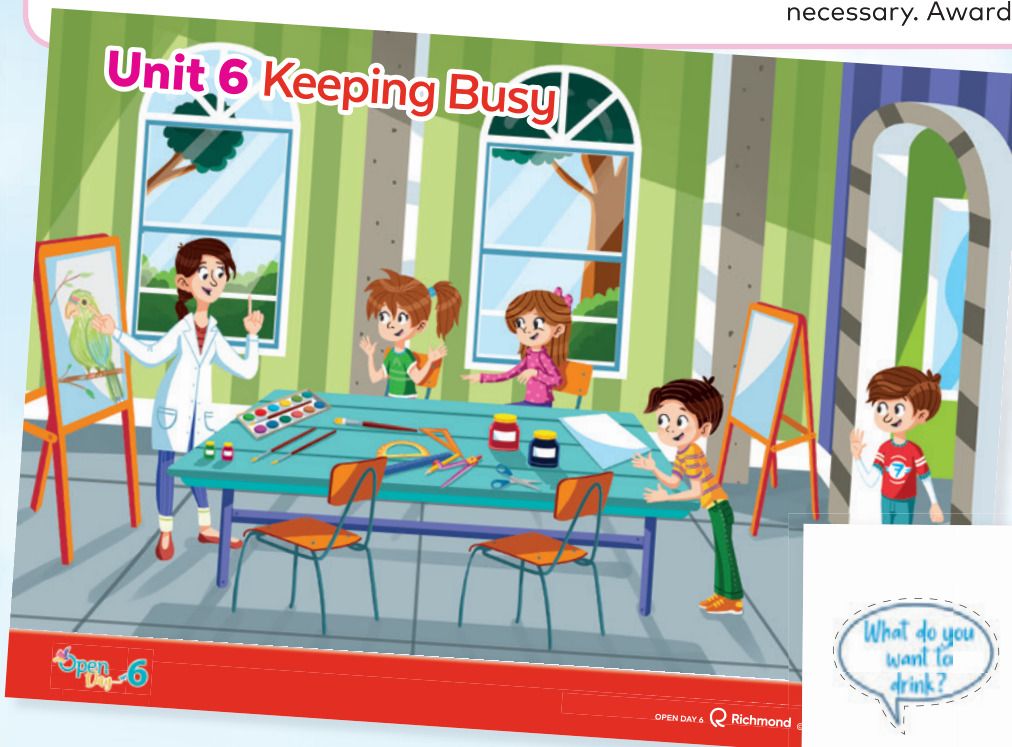 necessary. Award
Unit 6 Keeping Busy
7
What do you
want to
drink?
Open
Day 6
OPEN DAY 6 Richmond ©